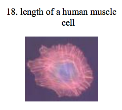 18. length of a human muscle
cell